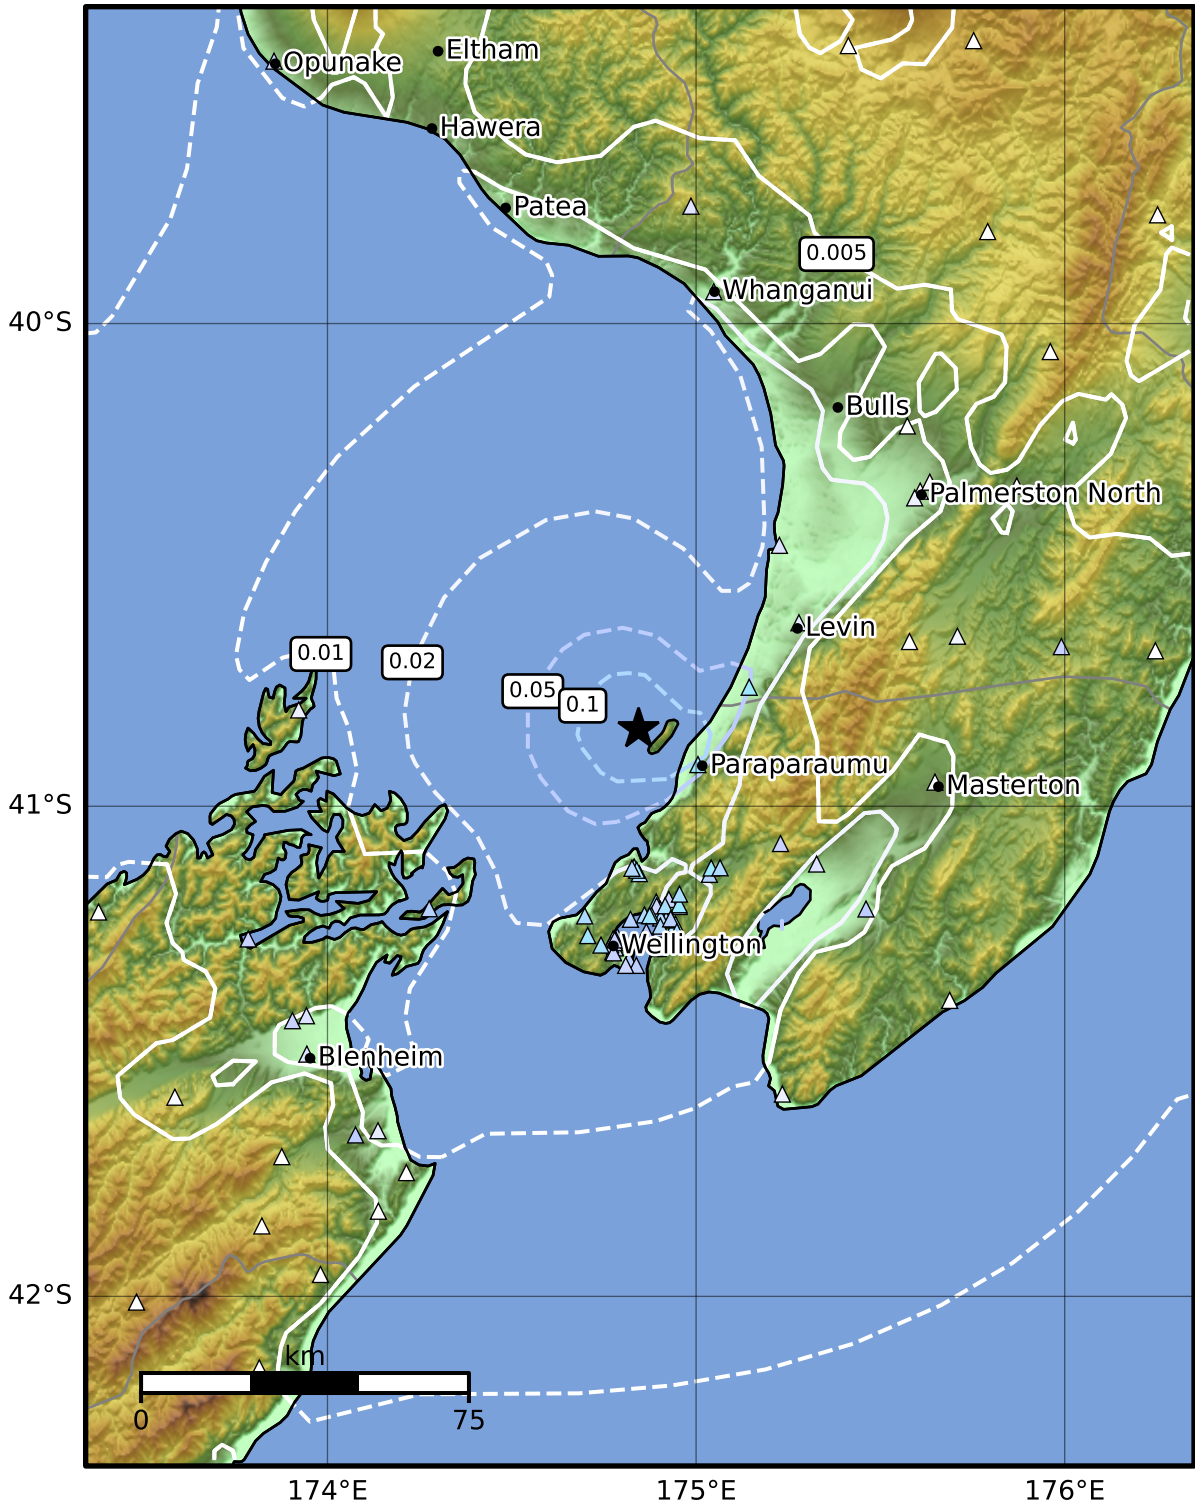 Eltham
Opunake
Hawera
Patea
0.005
Whanganui
40°S
Bulls
Palmerston North
Levin
0.01
0.02
0.05
0.1
Paraparaumu
Masterton
41°S
Wellington
Blenheim
42°S
km
0
75
174°E
175°E
176°E